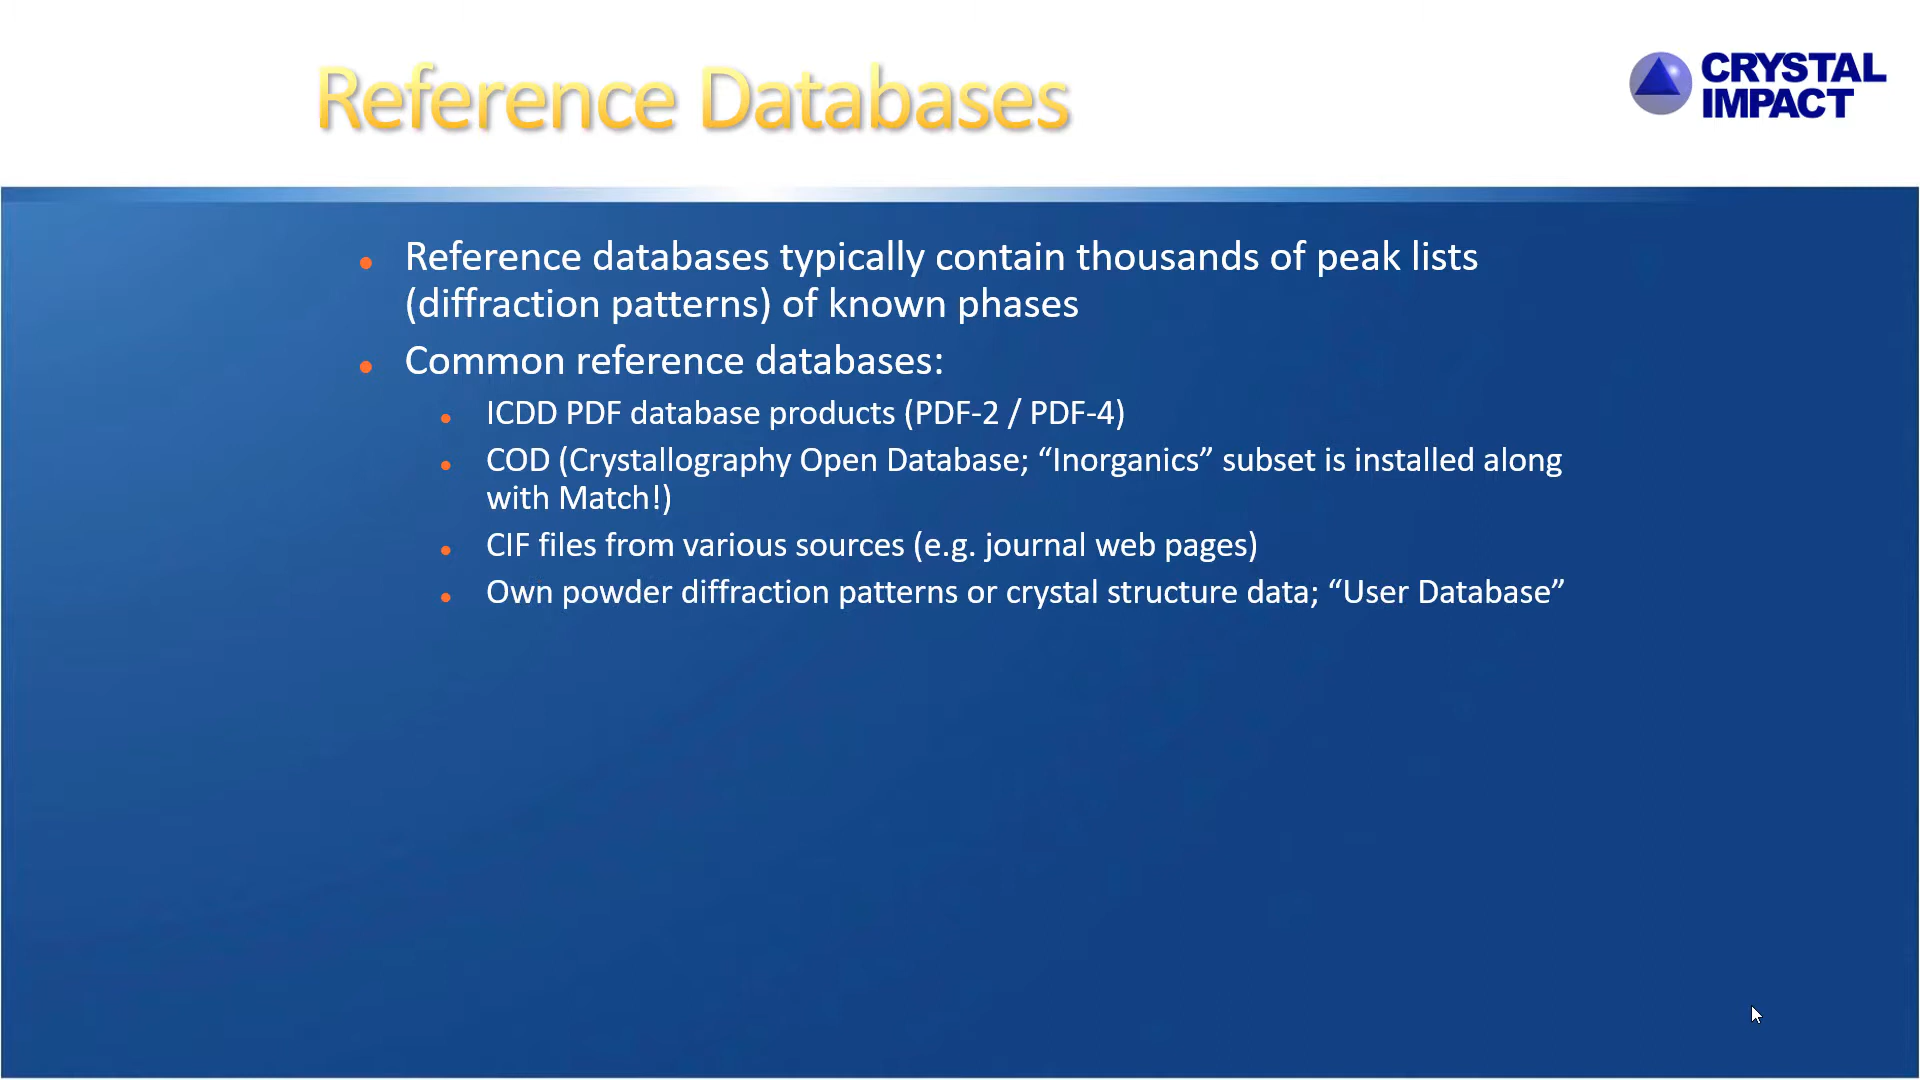 Reference Databases
CRYSTAL
IMPACT
Reference databases typically contain thousands of peak lists
(diffraction patterns) of known phases
Common reference databases:
ICDD PDF database products (PDF-2 / PDF-4)
COD (Crystallography Open Database; “Inorganics” subset is installed along
with Match!)
CIF files from various sources (e.g. journal web pages)
Own powder diffraction patterns or crystal structure data; “User Database”